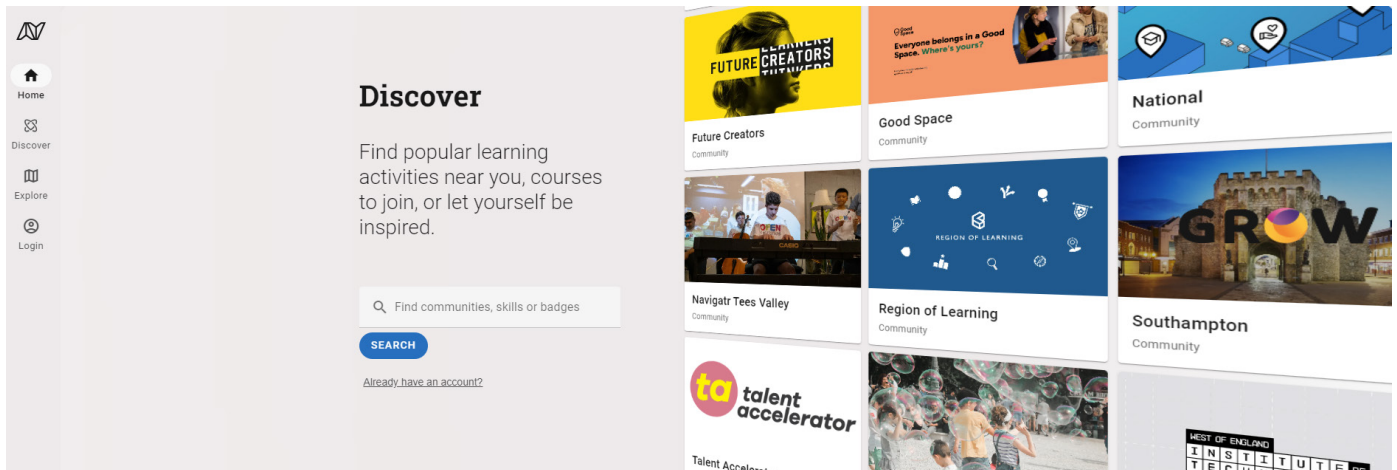 Home
Discover
Explore
Login
Discover
Find popular learning
activities near you, courses
to join, or let yourself be
inspired.
Find communities, skills or badges
SEARCH
Already have an account?
LEARNERS
FUTURE CREATORS
THINKERS
Future Creators
Community
Good
Space
Everyone belongs in a Good
Space. Where's yours?
Good Space
Community
National
Community
OPEN
CASIO
Navigatr Tees Valley
Community
REGION OF LEARNING
Region of Learning
Community
GROW
Southampton
Community
ta talent
accelerator
Talent
WEST OF ENGLAND
INSTITUTE